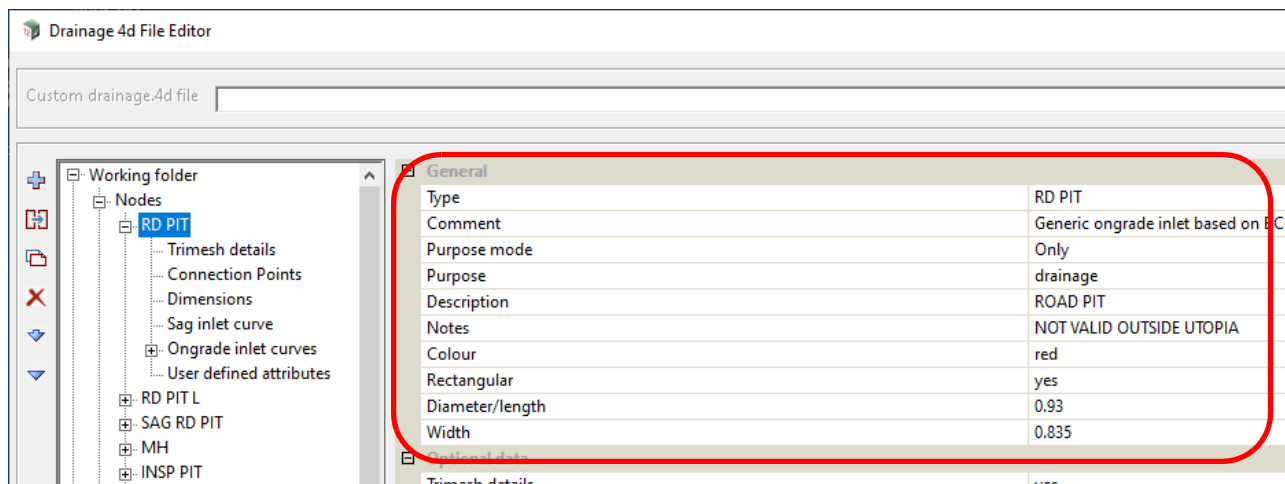 Drainage 4d File Editor
Custom drainage.4d file
Working folder
Nodes
RD PIT
Trimesh details
Connection Points
Dimensions
Sag inlet curve
Ongrade inlet curves
User defined attributes
RD PIT L
SAG RD PIT
MH
INSP PIT
General
Type RD PIT
Comment Generic ongrade inlet based on
Purpose mode Only
Purpose drainage
Description ROAD PIT
Notes NOT VALID OUTSIDE UTOPIA
Colour red
Rectangular yes
Diameter/length 0.93
Width 0.835
Optional data
Trimesh details yes